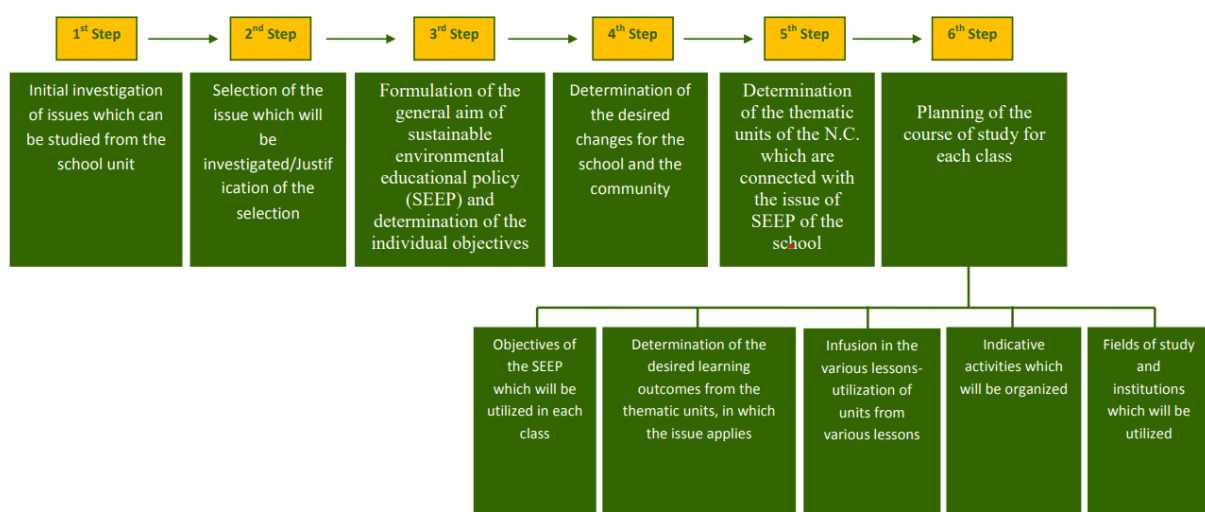 1st Step
2nd Step
3rd Step
4th Step
5th Step
6th Step
Initial investigation
of issues which can
be studied from the
school unit
Selection of the
issue which will
be
investigated/Justif
ication of the
selection
Formulation of the
general aim of
sustainable
environmental
educational policy
(SEEP) and
determination of the
individual objectives
Determination of
the desired
changes for the
school and the
community
Determination
of the thematic
units of the N.C.
which are
connected with
the issue of
SEEP of the
school
Planning of the
course of study for
each class
Objectives of
the SEEP
which will be
utilized in each
class
Determination of the
desired learning
outcomes from the
thematic units, in which
the issue applies
Infusion in the
various lessons-
utilization of
units from
various lessons
Indicative
activities which
will be organized
Fields of study
and
institutions
which will be
utilized